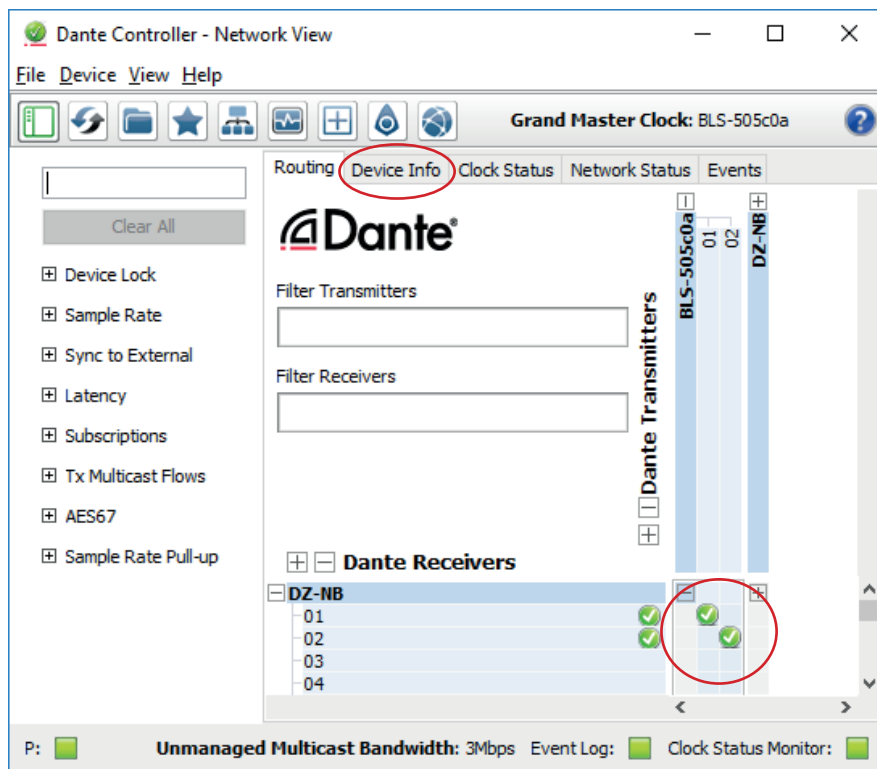 Dante Controller - Network View
File Device View Help
Grand Master Clock: BLS-505c0a
?
Routing Device Info Clock Status Network Status Events
Clear All
Device Lock
Sample Rate
Sync to External
Latency
Subscriptions
Tx Multicast Flows
AES67
Sample Rate Pull-up
Dante®
Filter Transmitters
Filter Receivers
Dante Transmitters
BLS-505c0a
01
02
DZ-NB
Dante Receivers
DZ-NB
01
02
03
04
P: Unmanaged Multicast Bandwidth: 3Mbps Event Log: Clock Status Monitor: